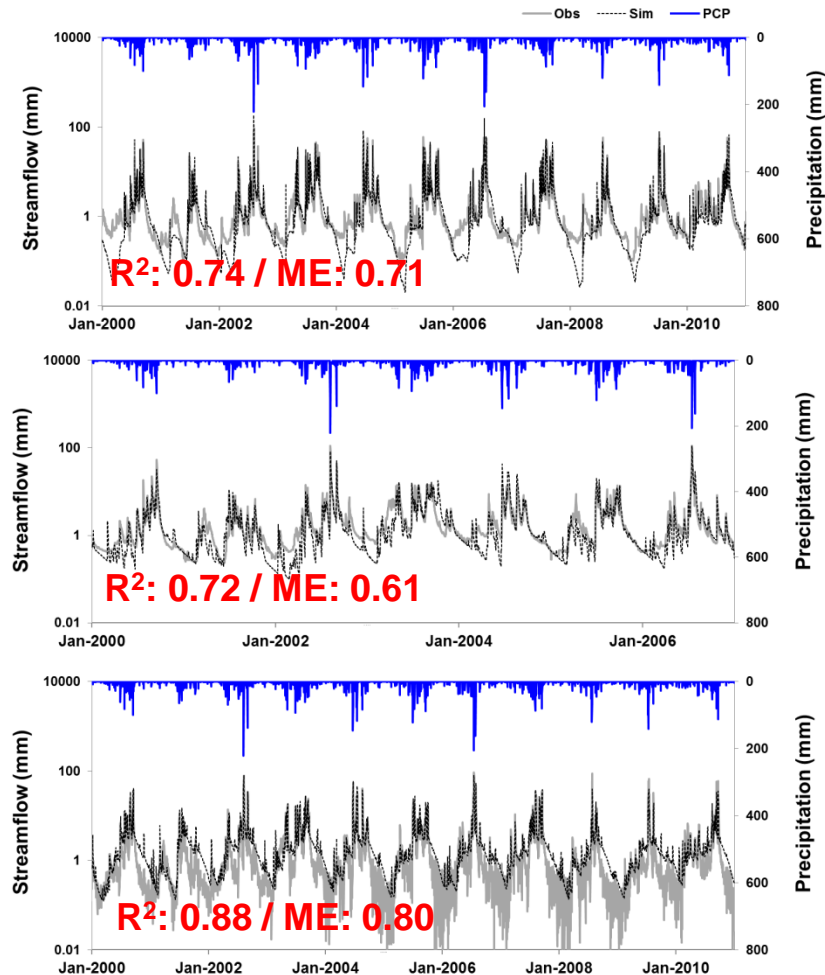 Obs Sim PCP
10000 0
100 200
1 400
0.01 600
800
Streamflow (mm)
Precipitation (mm)
R²: 0.74 / ME: 0.71
Jan-2000 Jan-2002 Jan-2004 Jan-2006 Jan-2008 Jan-2010
10000 0
100 200
1 400
0.01 600
800
Streamflow (mm)
Precipitation (mm)
R²: 0.72 / ME: 0.61
Jan-2000 Jan-2002 Jan-2004 Jan-2006
10000 0
100 200
1 400
0.01 600
800
Streamflow (mm)
Precipitation (mm)
R²: 0.88 / ME: 0.80
Jan-2000 Jan-2002 Jan-2004 Jan-2006 Jan-2008 Jan-2010